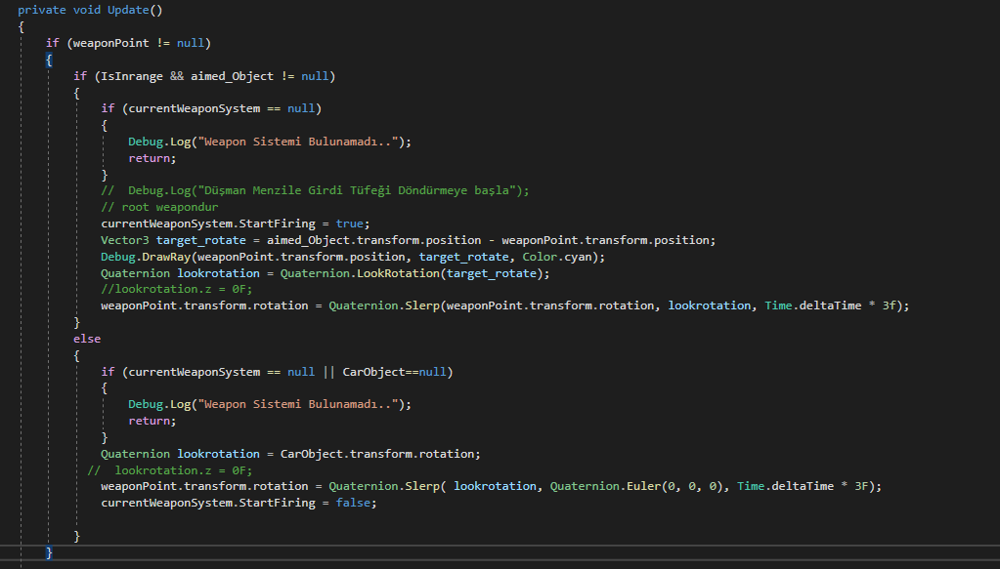 private void Update()
{
if (weaponPoint != null)
{
if (IsInrange && aimed_Object != null)
{
if (currentWeaponSystem == null)
{
Debug.Log("Weapon Sistemi Bulunamadı..");
return;
}
//  Debug.Log("Düşman Menzile Girdi Tüfeği Döndürmeye başla");
// root weapondur
currentWeaponSystem.StartFiring = true;
Vector3 target_rotate = aimed_Object.transform.position - weaponPoint.transform.position;
Debug.DrawRay(weaponPoint.transform.position, target_rotate, Color.cyan);
Quaternion lookrotation = Quaternion.LookRotation(target_rotate);
//lookrotation.z = 0F;
weaponPoint.transform.rotation = Quaternion.Slerp(weaponPoint.transform.rotation, lookrotation, Time.deltaTime * 3f);
}
else
{
if (currentWeaponSystem == null || CarObject==null)
{
Debug.Log("Weapon Sistemi Bulunamadı..");
return;
}
Quaternion lookrotation = CarObject.transform.rotation;
//  lookrotation.z = 0F;
weaponPoint.transform.rotation = Quaternion.Slerp( lookrotation, Quaternion.Euler(0, 0, 0), Time.deltaTime * 3F);
currentWeaponSystem.StartFiring = false;
}
}